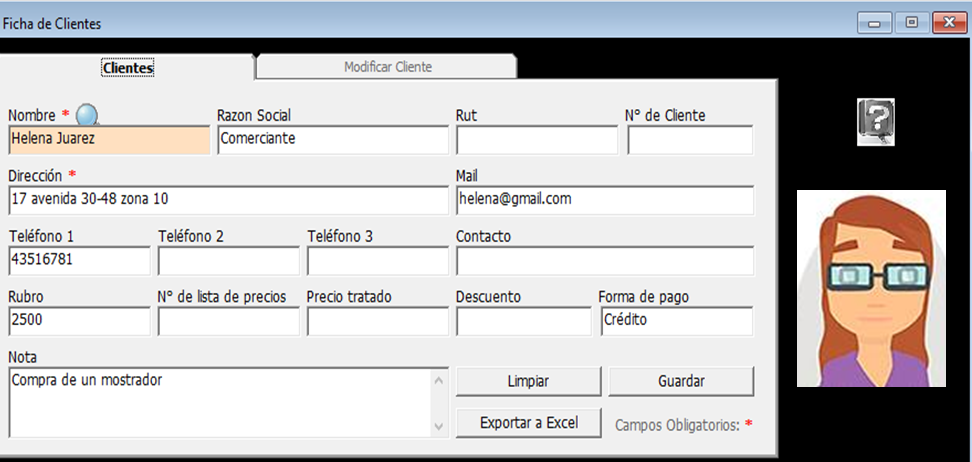 Ficha de Clientes
Clientes Modificar Cliente
Nombre * Razon Social Rut N° de Cliente
Helena Juarez Comerciante
Dirección * Mail
17 avenida 30-48 zona 10 helena@gmail.com
Teléfono 1 Teléfono 2 Teléfono 3 Contacto
43516781
Rubro N° de lista de precios Precio tratado Descuento Forma de pago
2500 Crédito
Nota
Compra de un mostrador
Limpiar Guardar
Exportar a Excel Campos Obligatorios: *
?